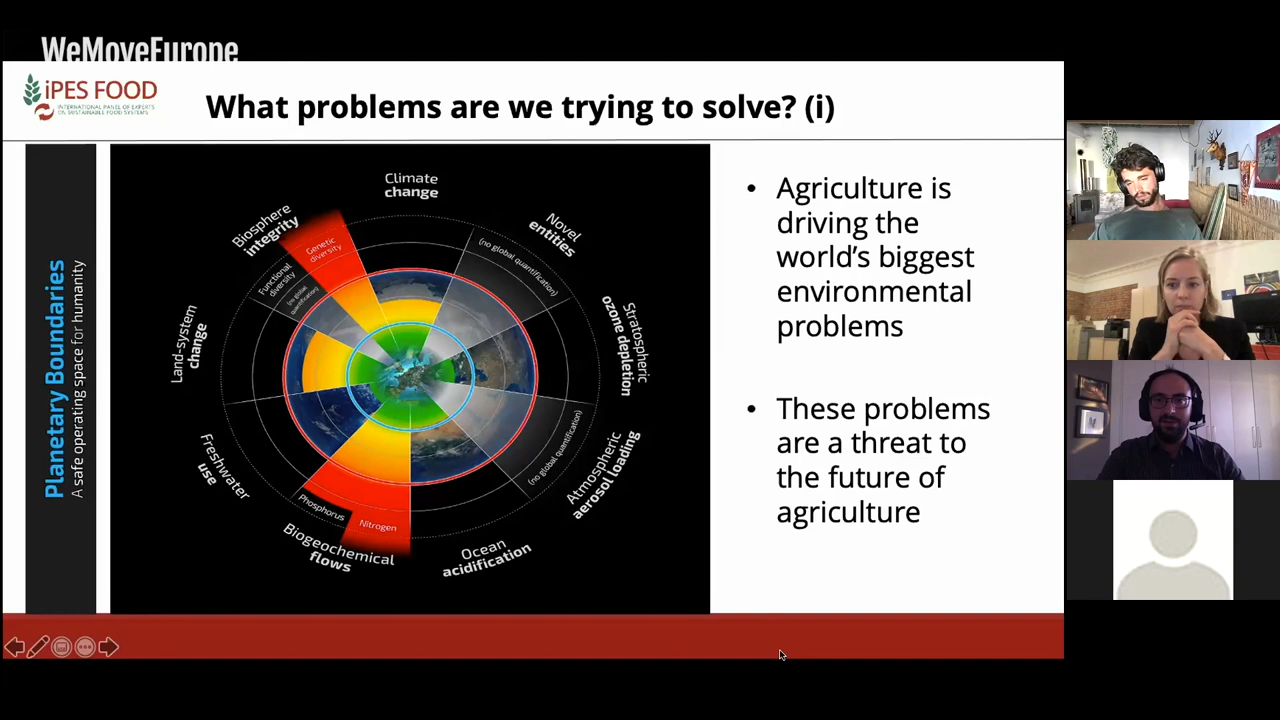 WeMoveEurope
iPES FOOD
INTERNATIONAL PANEL OF EXPERTS
ON SUSTAINABLE FOOD SYSTEMS
What problems are we trying to solve? (i)
Planetary Boundaries
A safe operating space for humanity
Climate
change
Novel
entities
(no global quantification)
Stratospheric
ozone depletion
Atmospheric
aerosol loading
(no global quantification)
Ocean
acidification
Biogeochemical
flows
Phosphorus
Nitrogen
Freshwater
use
Land-system
change
Biosphere
integrity
Functional
diversity
(no global
quantification)
Genetic
diversity
• Agriculture is
driving the
world’s biggest
environmental
problems
• These problems
are a threat to
the future of
agriculture